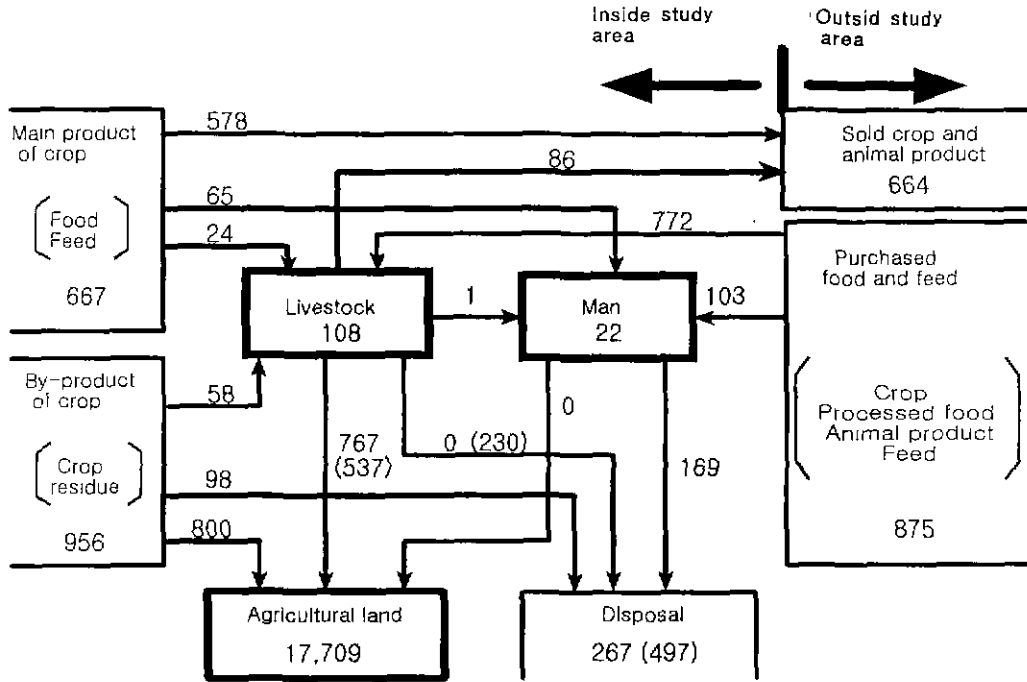 Inside study
area
Outsid study
area
Main product
of crop
Food
Feed
667
578
86
65
24
772
Sold crop and
animal product
664
Livestock
108
1
Man
22
103
Purchased
food and feed
Crop
Processed food
Animal product
Feed
875
By-product
of crop
Crop
residue
956
58
98
800
767
(537)
0 (230)
0
169
Agricultural land
17,709
Disposal
267 (497)